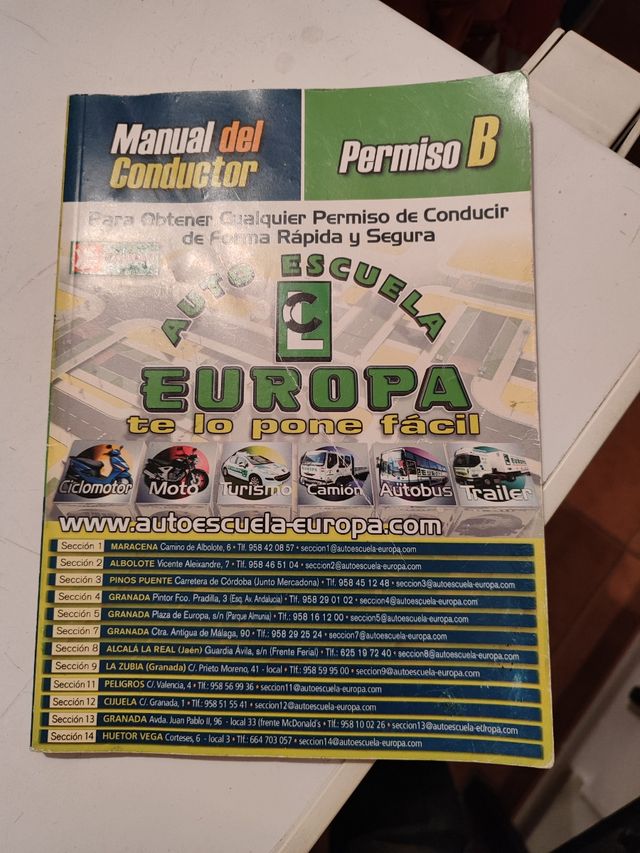 Manual del
Conductor
Permiso B
Para Obtener Cualquier Permiso de Conducir
de Forma Rápida y Segura
AUTO ESCUELA
CL
EUROPA
te lo pone fácil
Ciclomotor Moto Turismo Camión Autobus Trailer
www.autoescuela-europa.com
Sección 1 MARACENA Camino de Albolote, 6 • Tlf. 958 42 08 57 • seccion1@autoescuela-europa.com
Sección 2 ALBOLOTE Vicente Aleixandre, 7 • Tlf. 958 46 51 04 • seccion2@autoescuela-europa.com
Sección 3 PINOS PUENTE Carretera de Córdoba (Junto Mercadona) • Tlf. 958 45 12 48 • seccion3@autoescuela-europa.com
Sección 4 GRANADA Pintor Fco. Pradilla, 3 (Esq. Av. Andalucia) • Tlf. 958 29 01 02 • seccion4@autoescuela-europa.com
Sección 5 GRANADA Plaza de Europa, s/n (Parque Almunia) • Tlf.: 958 16 12 00 • seccion5@autoescuela-europa.com
Sección 7 GRANADA Ctra. Antigua de Málaga, 90 • Tlf.: 958 29 25 24 • seccion7@autoescuela-europa.com
Sección 8 ALCALÁ LA REAL (Jaén) Guardia Ávila, s/n (Frente Ferial) • Tlf.: 625 19 72 40 • seccion8@autoescuela-europa.com
Sección 9 LA ZUBIA (Granada) C/. Prieto Moreno, 41 - local • Tlf.: 958 59 95 00 • seccion9@autoescuela-europa.com
Sección 11 PELIGROS C/. Valencia, 4 • Tlf.: 958 56 99 36 • seccion11@autoescuela-europa.com
Sección 12 CIJUELA C/. Granada, 1 • Tlf.: 958 51 55 41 • seccion12@autoescuela-europa.com
Sección 13 GRANADA Avda. Juan Pablo II, 96 - local 33 (frente McDonald's • Tlf.: 958 10 02 26 • seccion13@autoescuela-europa.com
Sección 14 HUETOR VEGA Corteses, 6 - local 3 • Tlf.: 664 703 057 • seccion14@autoescuela-europa.com